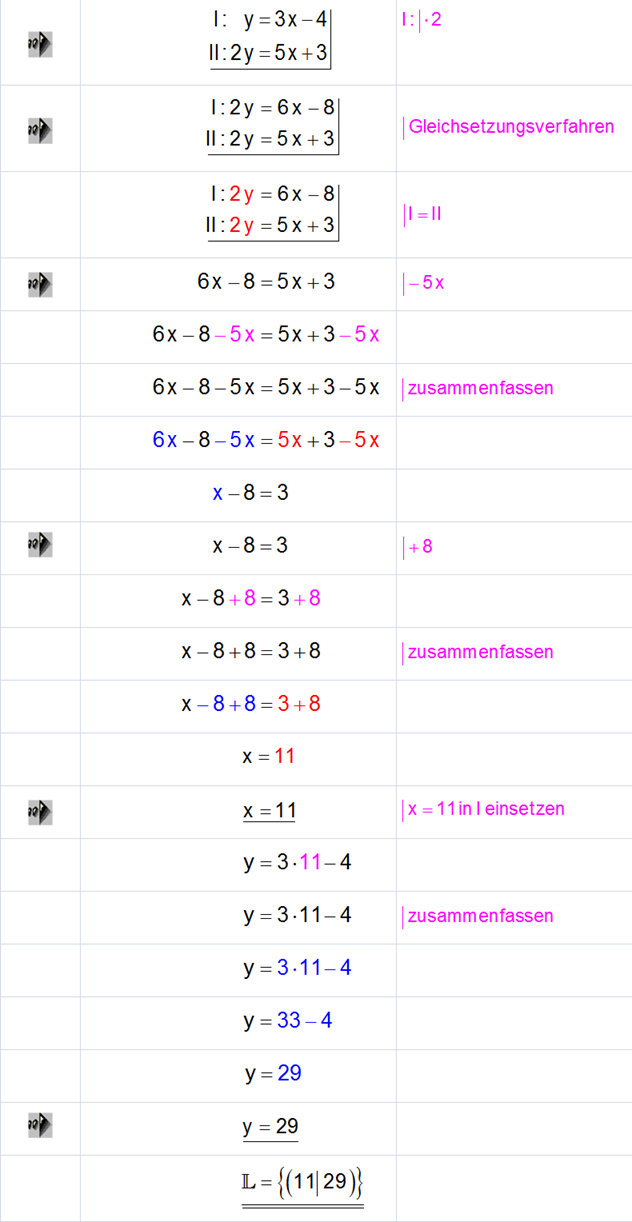 I: y = 3x – 4 I: | · 2
II: 2y = 5x + 3
I: 2y = 6x – 8
II: 2y = 5x + 3 | Gleichsetzungsverfahren
I: 2y = 6x – 8
II: 2y = 5x + 3 | I = II
6x – 8 = 5x + 3 | – 5x
6x – 8 – 5x = 5x + 3 – 5x
6x – 8 – 5x = 5x + 3 – 5x | zusammenfassen
6x – 8 – 5x = 5x + 3 – 5x
x – 8 = 3
x – 8 = 3 | + 8
x – 8 + 8 = 3 + 8
x – 8 + 8 = 3 + 8 | zusammenfassen
x – 8 + 8 = 3 + 8
x = 11
x = 11 | x = 11 in I einsetzen
y = 3 · 11 – 4
y = 3 · 11 – 4 | zusammenfassen
y = 3 · 11 – 4
y = 33 – 4
y = 29
y = 29
𝕃 = {(11 | 29)}